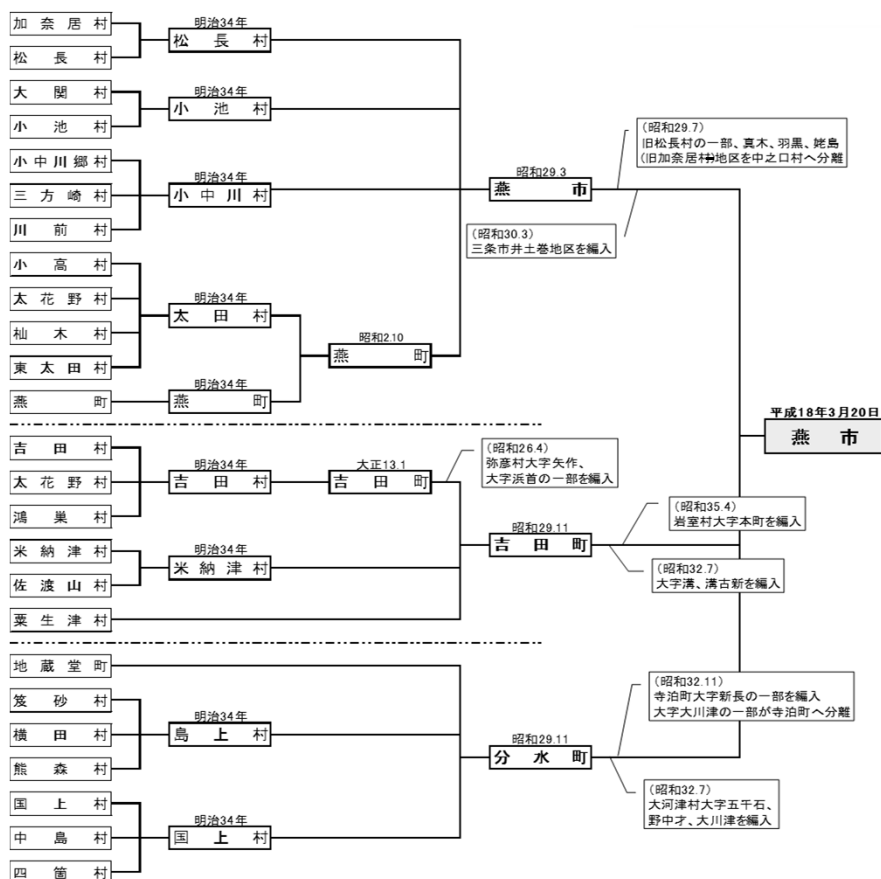 加奈居村
松長村
明治34年
松長村
大関村
小池村
明治34年
小池村
小中川郷村
三方崎村
川前村
明治34年
小中川村
小高村
太花野村
杣木村
東太田村
明治34年
太田村
燕町
明治34年
燕町
昭和2.10
燕町
昭和29.3
燕市
(昭和29.7)
旧松長村の一部、真木、羽黒、姥島
(旧加奈居村)地区を中之口村へ分離
(昭和30.3)
三条市井土巻地区を編入
平成18年3月20日
燕市
吉田村
太花野村
鴻巣村
明治34年
吉田村
大正13.1
吉田町
(昭和26.4)
弥彦村大字矢作、
大字浜首の一部を編入
米納津村
佐渡山村
明治34年
米納津村
粟生津村
昭和29.11
吉田町
(昭和35.4)
岩室村大字本町を編入
(昭和32.7)
大字溝、溝古新を編入
地蔵堂町
笈砂村
横田村
熊森村
明治34年
島上村
国上村
中島村
四箇村
明治34年
国上村
昭和29.11
分水町
(昭和32.11)
寺泊町大字新長の一部を編入
大字大川津の一部が寺泊町へ分離
(昭和32.7)
大河津村大字五千石、
野中才、大川津を編入